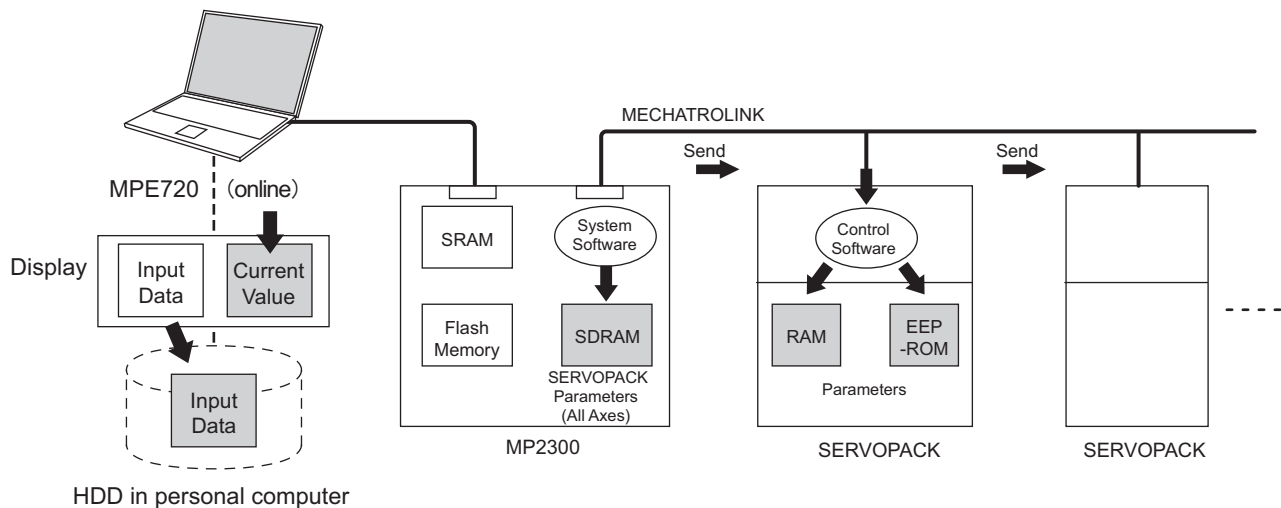 MECHATROLINK
Send
Send
MPE720 (online)
Display
Input
Data
Current
Value
SRAM
System
Software
Control
Software
Flash
Memory
SDRAM
RAM
EEP
-ROM
SERVOPACK
Parameters
(All Axes)
Parameters
Input
Data
MP2300
SERVOPACK
SERVOPACK
HDD in personal computer